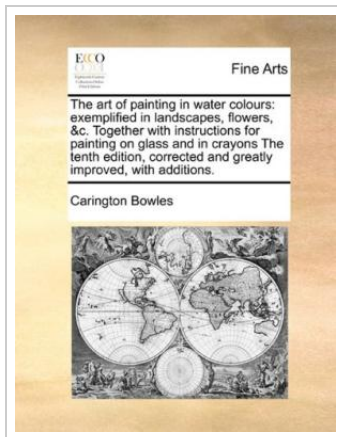 ECCO
Fine Arts
The art of painting in water colours:
exemplified in landscapes, flowers,
&c. Together with instructions for
painting on glass and in crayons The
tenth edition, corrected and greatly
improved, with additions.
Carington Bowles